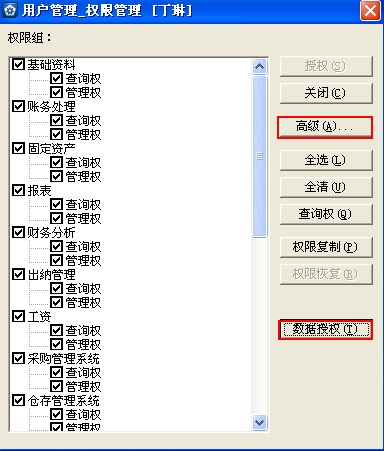 用户管理_权限管理 [丁琳]
权限组：
基础资料
查询权
管理权
账务处理
查询权
管理权
固定资产
查询权
管理权
报表
查询权
管理权
财务分析
查询权
管理权
出纳管理
查询权
管理权
工资
查询权
管理权
采购管理系统
查询权
管理权
仓存管理系统
查询权
管理权
授权(S)
关闭(C)
高级(A)...
全选(L)
全清(U)
查询权(Q)
权限复制(P)
权限恢复(R)
数据授权(T)